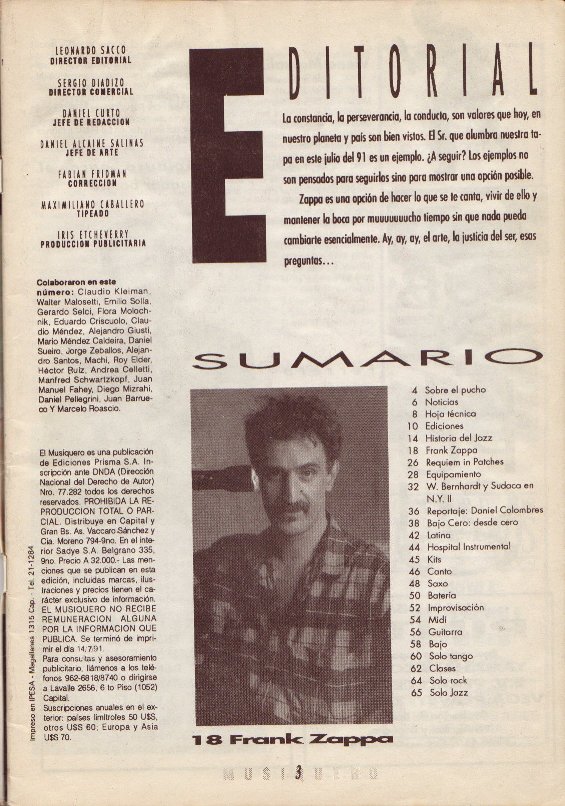 LEONARDO SACCO
DIRECTOR EDITORIAL
SERGIO DIADIZO
DIRECTOR COMERCIAL
DANIEL CURTO
JEFE DE REDACCION
DANIEL ALCAINE SALINAS
JEFE DE ARTE
FABIAN FRIDMAN
CORRECCION
MAXIMILIANO CABALLERO
TIPEADO
IRIS ETCHEVERRY
PRODUCCION PUBLICITARIA
Colaboraron en este
número: Claudio Kleiman,
Walter Malosetti, Emilio Solla,
Gerardo Selci, Flora Moloch-
nik, Eduardo Criscuolo, Clau-
dio Méndez, Alejandro Giusti,
Mario Méndez Caldeira, Daniel
Sueiro, Jorge Zeballos, Alejan-
dro Santos, Machi, Roy Elder,
Héctor Ruiz, Andrea Celletti,
Manfred Schwartzkopf, Juan
Manuel Fahey, Diego Mizrahi,
Daniel Pellegrini, Juan Barrue-
co Y Marcelo Roascio.
El Musiquero es una publicación
de Ediciones Prisma S.A. Ins-
cripción ante DNDA (Dirección
Nacional del Derecho de Autor)
Nro. 77.282 todos los derechos
reservados. PROHIBIDA LA RE-
PRODUCCION TOTAL O PAR-
CIAL. Distribuye en Capital y
Gran Bs. As. Vaccaro Sánchez y
Cia. Moreno 794-9no. En el inte-
rior Sadye S.A. Belgrano 335,
9no. Precio A 32.000.- Las men-
ciones que se publican en esta
edición, incluidas marcas, ilus-
traciones y precios tienen el ca-
rácter exclusivo de información.
EL MUSIQUERO NO RECIBE
REMUNERACION ALGUNA
POR LA INFORMACION QUE
PUBLICA. Se terminó de impri-
mir el día 14/7/91.
Para consultas y asesoramiento
publicitario, llámenos a los telé-
fonos 962-6818/8740 o dirigirse
a Lavalle 2656, 6 to Piso (1052)
Capital.
Suscripciones anuales en el ex-
terior: países limítroles 50 U$S,
otros U$S 60, Europa y Asia
U$S 70.
Impreso en IPESA - Magallanes 1315 Cap. - Tel. 21-1284
EDITORIAL
La constancia, la perseverancia, la conducta, son valores que hoy, en
nuestro planeta y país son bien vistos. El Sr. que alumbra nuestra ta-
pa en este julio del 91 es un ejemplo. ¿A seguir? Los ejemplos no
son pensados para seguirlos sino para mostrar una opción posible.
Zappa es una opción de hacer lo que se te canta, vivir de ello y
mantener la boca por muuuuuucho tiempo sin que nada pueda
cambiarte esencialmente. Ay, ay, ay, el arte, la justicia del ser, esas
preguntas...
SUMARIO
4 Sobre el pucho
6 Noticias
8 Hoja técnica
10 Ediciones
14 Historia del Jazz
18 Frank Zappa
26 Requiem in Patches
28 Equipamiento
32 W. Bernhardt y Sudaca en
N.Y. II
36 Reportaje: Daniel Colombres
38 Bajo Cero: desde cero
42 Latina
44 Hospital Instrumental
45 Kits
46 Canto
48 Saxo
50 Batería
52 Improvisación
54 Midi
56 Guitarra
58 Bajo
60 Solo tango
62 Clases
64 Solo rock
65 Solo Jazz
18 Frank Zappa
MUSIQUERO
3